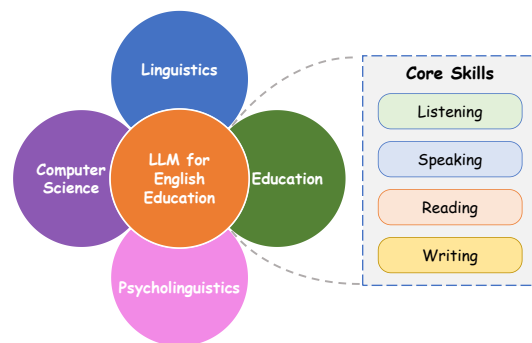 Linguistics
Computer
Science
LLM for
English
Education
Education
Psycholinguistics
Core Skills
Listening
Speaking
Reading
Writing